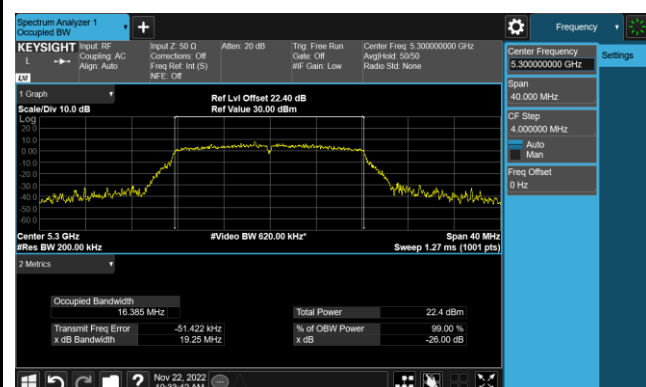 Spectrum Analyzer 1
Occupied BW
Frequency
KEYSIGHT
L
LXI
Input: RF
Coupling: AC
Align: Auto
Input Z: 50 Ω
Corrections: Off
Freq Ref: Int (S)
NFE: Off
Atten: 20 dB
Trig: Free Run
Gate: Off
#IF Gain: Low
Center Freq: 5.300000000 GHz
Avg|Hold: 50/50
Radio Std: None
Center Frequency
5.300000000 GHz
Settings
Span
40.000 MHz
CF Step
4.000000 MHz
Auto
Man
Freq Offset
0 Hz
1 Graph
Scale/Div 10.0 dB
Ref Lvl Offset 22.40 dB
Ref Value 30.00 dBm
Log
20.0
10.0
0.00
-10.0
-20.0
-30.0
-40.0
-50.0
-60.0
Center 5.3 GHz
#Video BW 620.00 kHz*
Span 40 MHz
#Res BW 200.00 kHz
Sweep 1.27 ms (1001 pts)
2 Metrics
Occupied Bandwidth
16.385 MHz
Total Power 22.4 dBm
Transmit Freq Error -51.422 kHz
% of OBW Power 99.00 %
x dB Bandwidth 19.25 MHz
x dB -26.00 dB
?
Nov 22, 2022